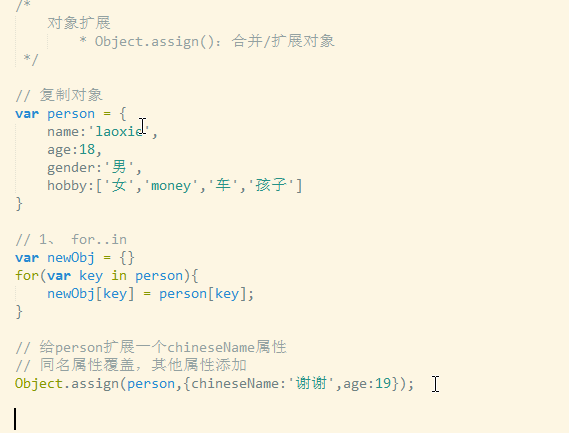 /*
对象扩展
* Object.assign()：合并/扩展对象
*/
// 复制对象
var person = {
name:'laoxie',
age:18,
gender:'男',
hobby:['女','money','车','孩子']
}
// 1、 for..in
var newObj = {}
for(var key in person){
newObj[key] = person[key];
}
// 给person扩展一个chineseName属性
// 同名属性覆盖，其他属性添加
Object.assign(person,{chineseName:'谢谢',age:19});